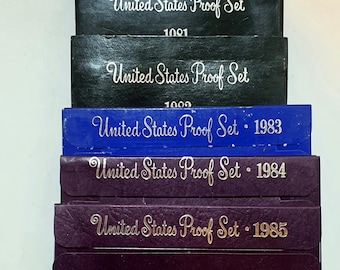 United States Proof Set
1981
United States Proof Set
1982
United States Proof Set · 1983
United States Proof Set · 1984
United States Proof Set · 1985